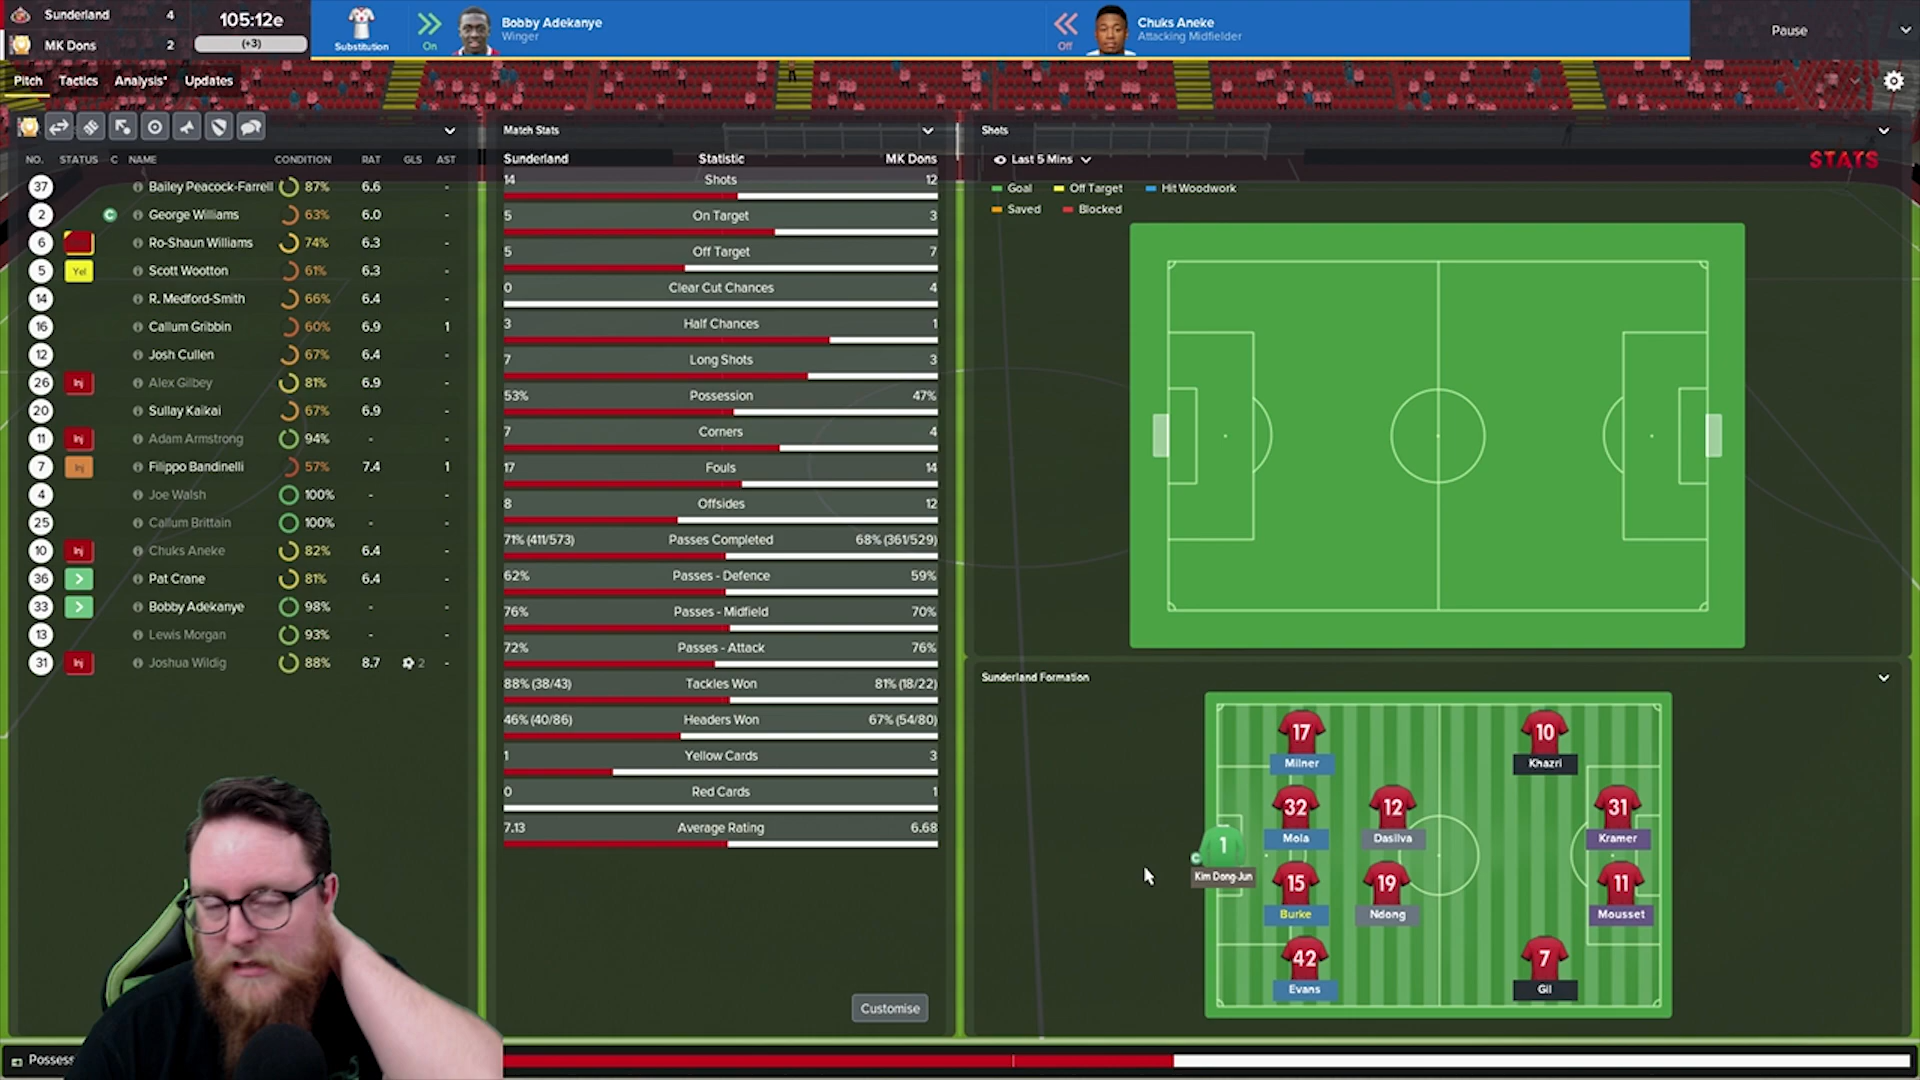 Sunderland 4
MK Dons 2
105:12e
(+3)
Substitution
On
Bobby Adekanye
Winger
Off
Chuks Aneke
Attacking Midfielder
Pause
Pitch Tactics Analysis* Updates
NO. STATUS C NAME CONDITION RAT GLS AST
37 Bailey Peacock-Farrell 87% 6.6 -
2 C George Williams 63% 6.0 -
6 Ro-Shaun Williams 74% 6.3 -
5 Yel Scott Wootton 61% 6.3 -
14 R. Medford-Smith 66% 6.4 -
16 Callum Gribbin 60% 6.9 1
12 Josh Cullen 67% 6.4 -
26 Inj Alex Gilbey 81% 6.9 -
20 Sullay Kaikai 67% 6.9 -
11 Inj Adam Armstrong 94% - -
7 Inj Filippo Bandinelli 57% 7.4 1
4 Joe Walsh 100% - -
25 Callum Brittain 100% - -
10 Inj Chuks Aneke 82% 6.4 -
36 Pat Crane 81% 6.4 -
33 Bobby Adekanye 98% - -
13 Lewis Morgan 93% - -
31 Inj Joshua Wildig 88% 8.7 2 -
Match Stats
Sunderland Statistic MK Dons
14 Shots 12
5 On Target 3
5 Off Target 7
0 Clear Cut Chances 4
3 Half Chances 1
7 Long Shots 3
53% Possession 47%
7 Corners 4
17 Fouls 14
8 Offsides 12
71% (411/573) Passes Completed 68% (361/529)
62% Passes - Defence 59%
76% Passes - Midfield 70%
72% Passes - Attack 76%
88% (38/43) Tackles Won 81% (18/22)
46% (40/86) Headers Won 67% (54/80)
1 Yellow Cards 3
0 Red Cards 1
7.13 Average Rating 6.68
Customise
Shots
Last 5 Mins
STATS
Goal Off Target Hit Woodwork
Saved Blocked
Sunderland Formation
17 10
Milner Khazri
32 12 31
Mola Dasilva Kramer
1
C
Kim Dong-Jun
15 19 11
Burke Ndong Mousset
42 7
Evans Gil
Possess